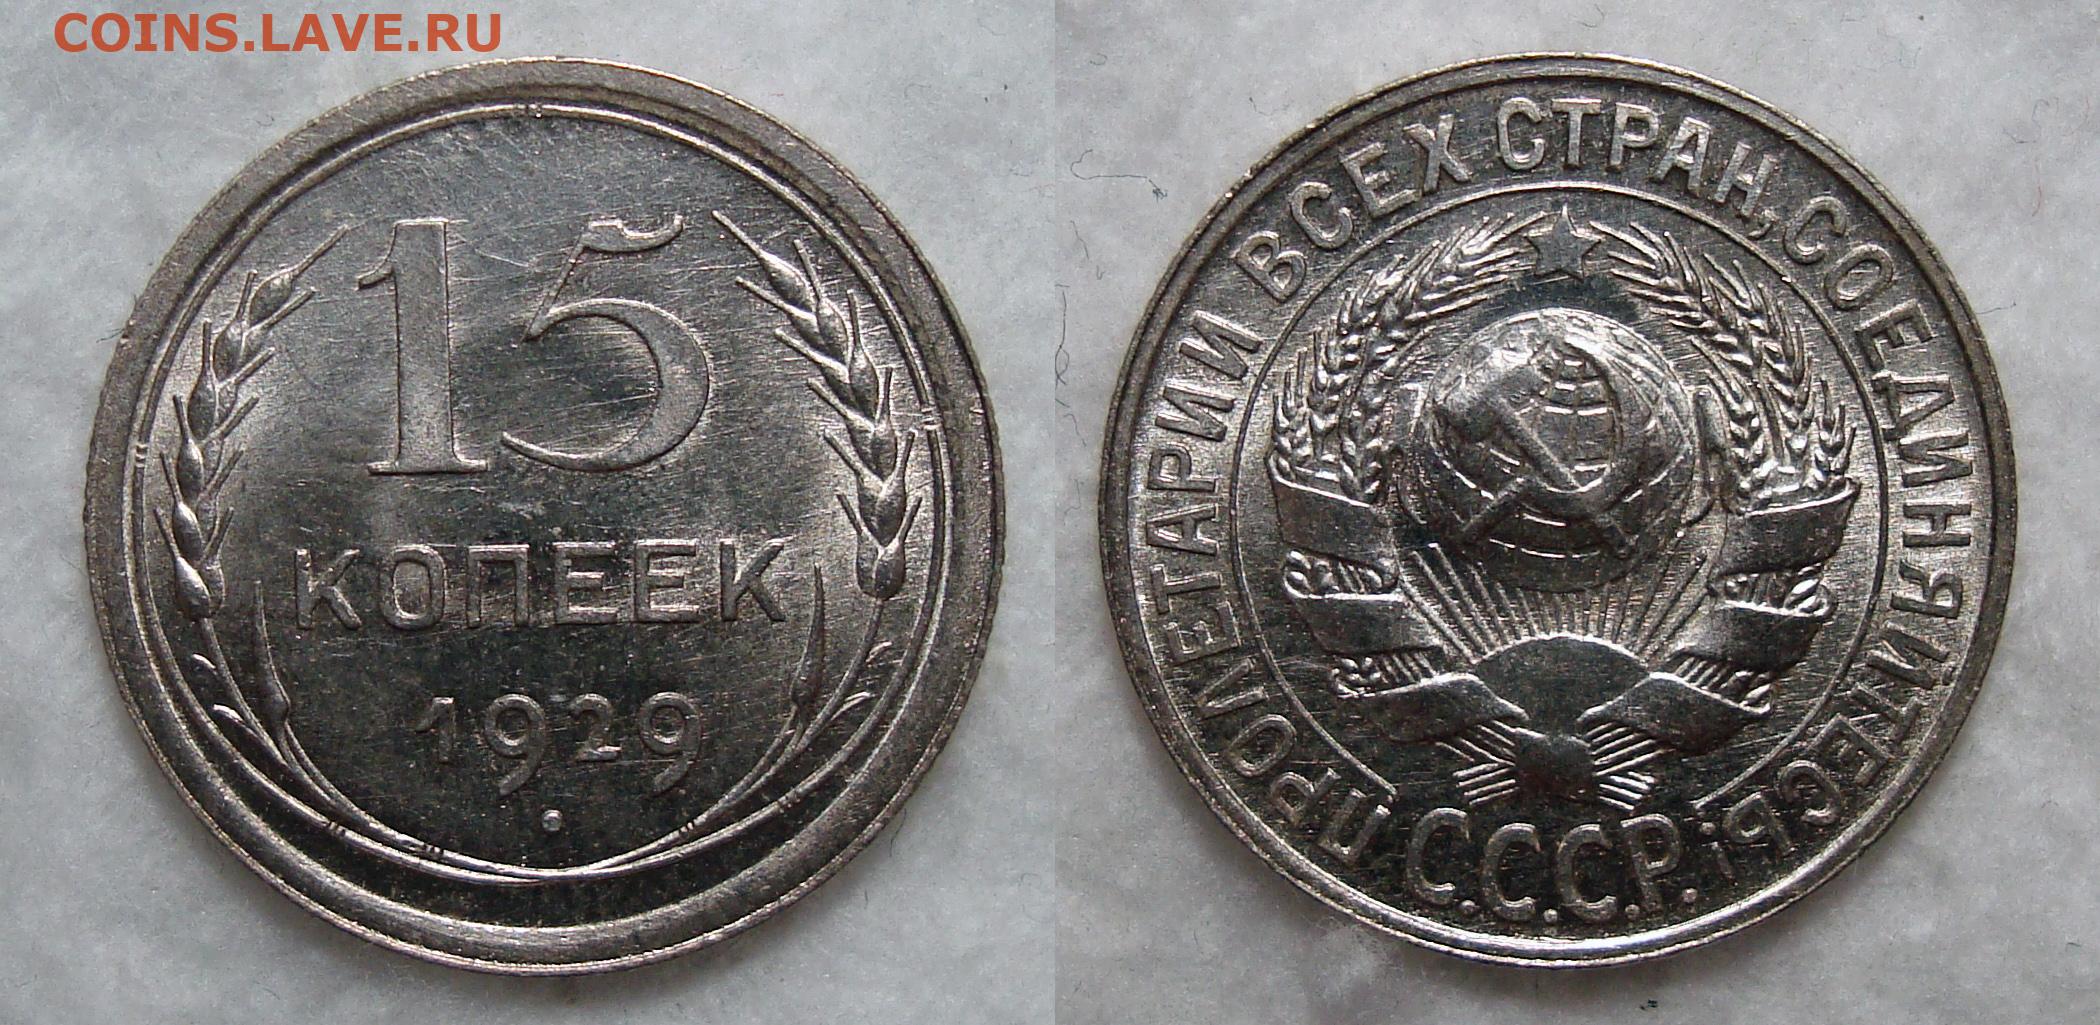 COINS.LAVE.RU
15
КОПЕЕК
1929
ПРОЛЕТАРИИ ВСЕХ СТРАН, СОЕДИНЯЙТЕСЬ!
С.С.С.Р.